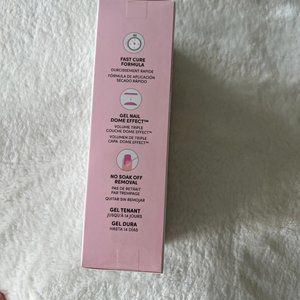 FAST CURE
FORMULA
DURCISSEMENT RAPIDE
FÓRMULA DE APLICACIÓN
SECADO RÁPIDO
GEL NAIL
DOME EFFECT™
VOLUME TRIPLE
COUCHE DOME EFFECT™
VOLUMEN DE TRIPLE
CAPA DOME EFFECT™
NO SOAK OFF
REMOVAL
PAS DE RETRAIT
PAR TREMPAGE
QUITAR SIN REMOJAR
GEL TENANT
JUSQU'À 14 JOURS
GEL DURA
HASTA 14 DÍAS